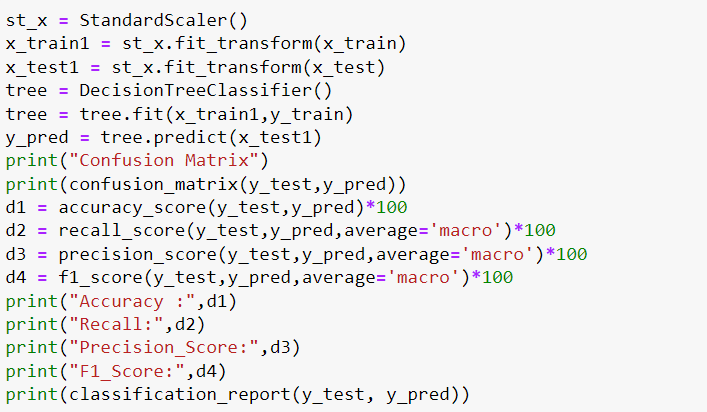 st_x = StandardScaler()
x_train1 = st_x.fit_transform(x_train)
x_test1 = st_x.fit_transform(x_test)
tree = DecisionTreeClassifier()
tree = tree.fit(x_train1,y_train)
y_pred = tree.predict(x_test1)
print("Confusion Matrix")
print(confusion_matrix(y_test,y_pred))
d1 = accuracy_score(y_test,y_pred)*100
d2 = recall_score(y_test,y_pred,average='macro')*100
d3 = precision_score(y_test,y_pred,average='macro')*100
d4 = f1_score(y_test,y_pred,average='macro')*100
print("Accuracy :",d1)
print("Recall:",d2)
print("Precision_Score:",d3)
print("F1_Score:",d4)
print(classification_report(y_test, y_pred))